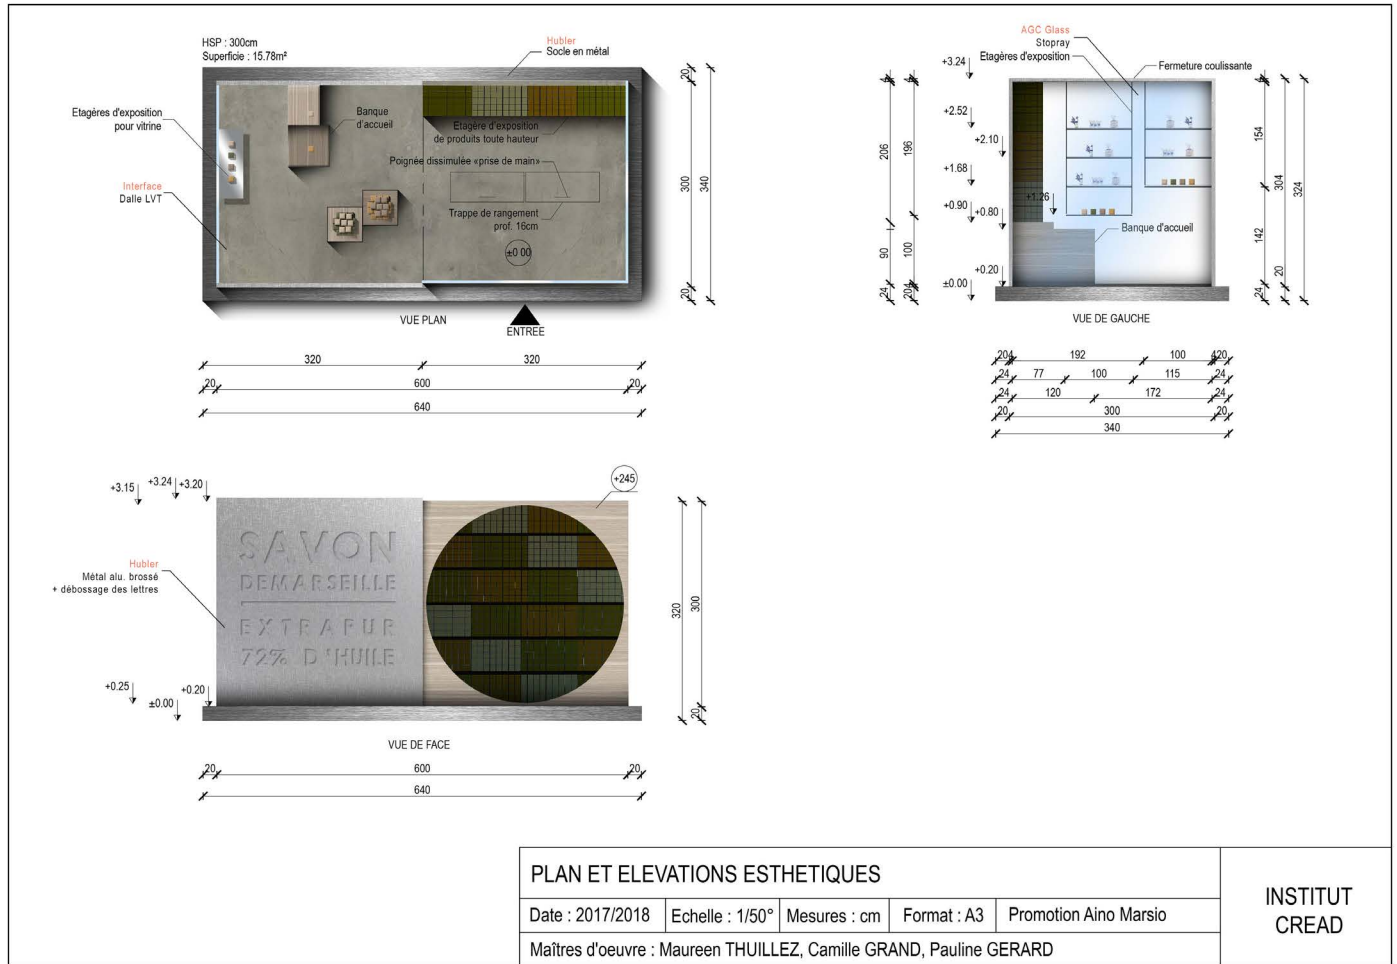 HSP : 300cm
Superficie : 15.78m²
Hubler
Socle en métal
Etagères d'exposition
pour vitrine
Interface
Dalle LVT
Banque
d'accueil
Etagère d'exposition
de produits toute hauteur
Poignée dissimulée «prise de main»
Trappe de rangement
prof. 16cm
±0 00
20
300
20
340
VUE PLAN
ENTREE
320
320
20
600
20
640
AGC Glass
Stopray
Etagères d'exposition
Fermeture coulissante
+3.24
+2.52
+2.10
+1.68
+1.26
+0.90
+0.80
+0.20
±0.00
Banque d'accueil
4
206
90
24
4
196
100
204
4
154
142
24
304
20
324
VUE DE GAUCHE
204
192
100
420
24
77
100
115
24
24
120
172
24
20
300
20
340
+3.15
+3.24
+3.20
+245
Hubler
Métal alu. brossé
+ débossage des lettres
SAVON
DEMARSEILLE
EXTRAPUR
72% D'HUILE
+0.25
+0.20
±0.00
320
300
20
VUE DE FACE
20
600
20
640
PLAN ET ELEVATIONS ESTHETIQUES
Date : 2017/2018
Echelle : 1/50°
Mesures : cm
Format : A3
Promotion Aino Marsio
Maîtres d'oeuvre : Maureen THUILLEZ, Camille GRAND, Pauline GERARD
INSTITUT
CREAD